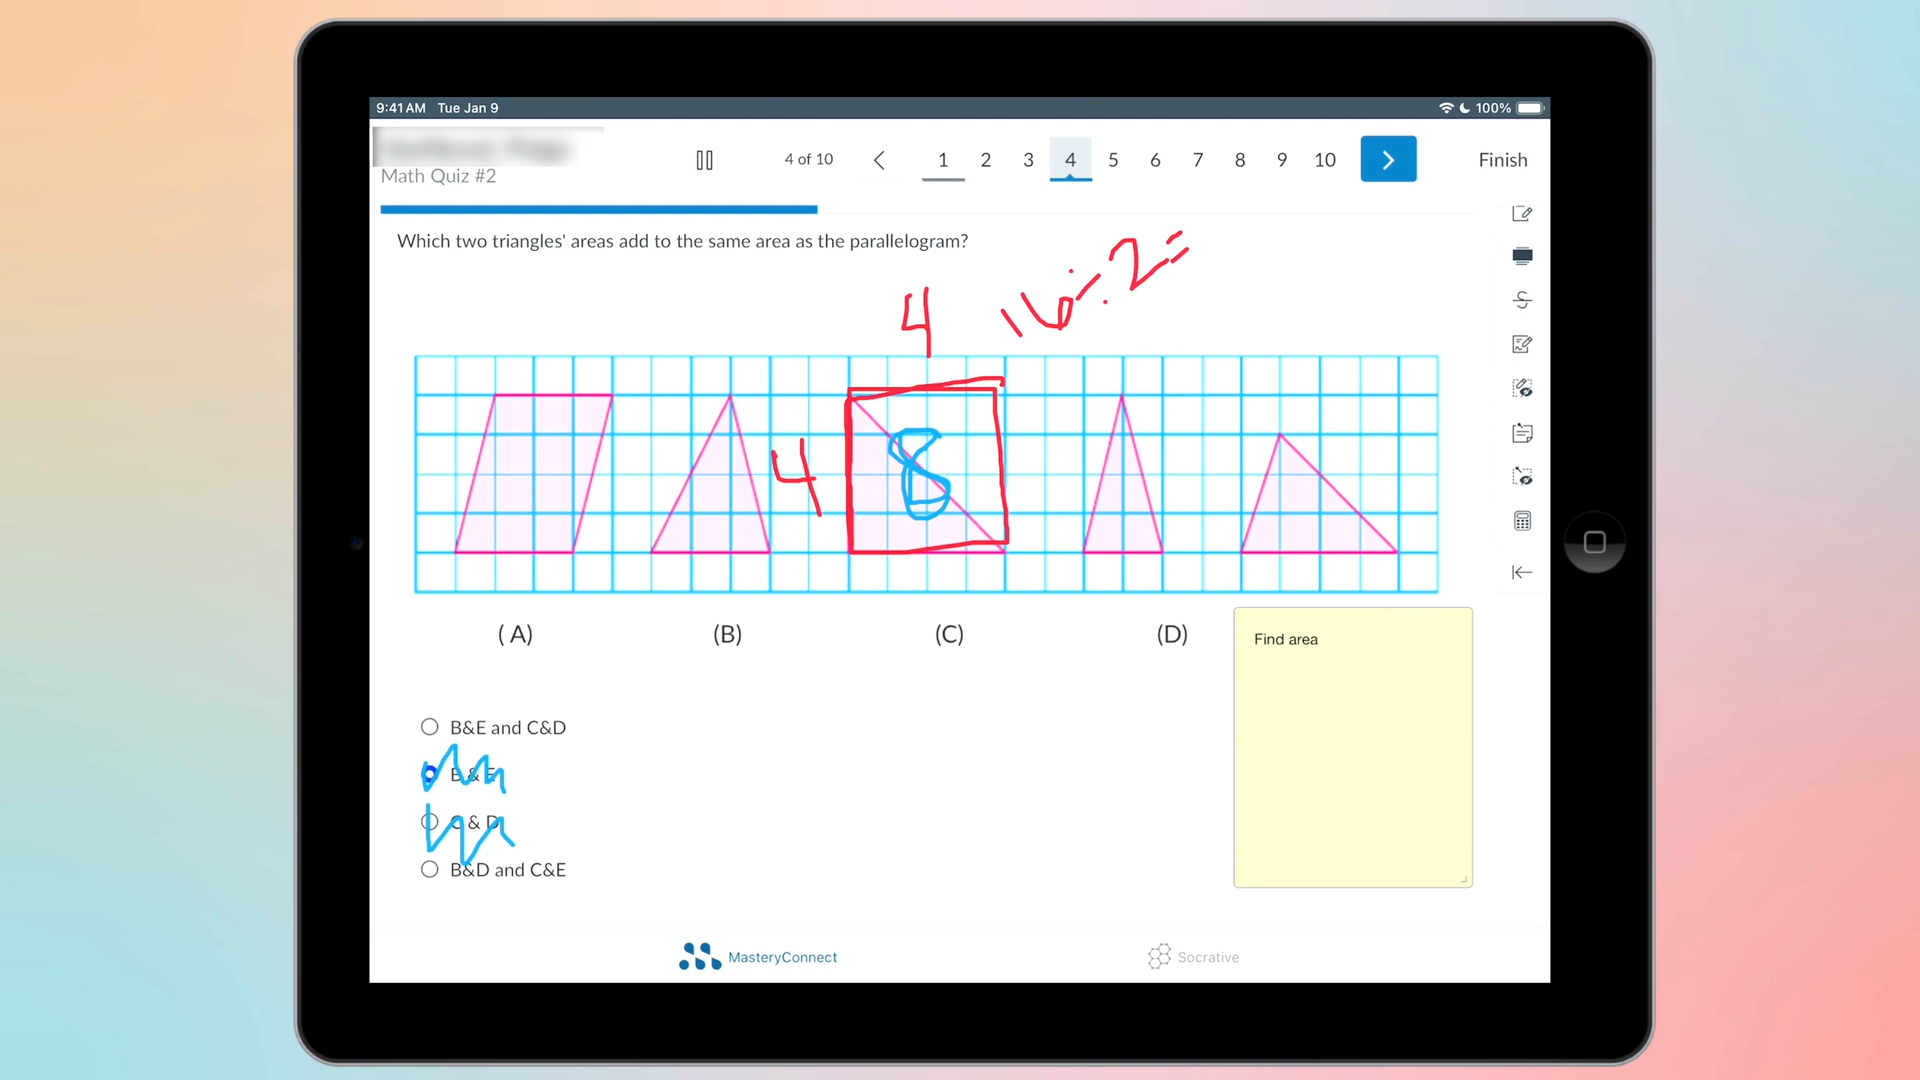 9:41 AM Tue Jan 9
100%
Math Quiz #2
4 of 10
1 2 3 4 5 6 7 8 9 10
Finish
Which two triangles' areas add to the same area as the parallelogram?
16÷2=
4
4
8
( A) (B) (C) (D)
Find area
B&E and C&D
B & E
C & D
B&D and C&E
MasteryConnect
Socrative